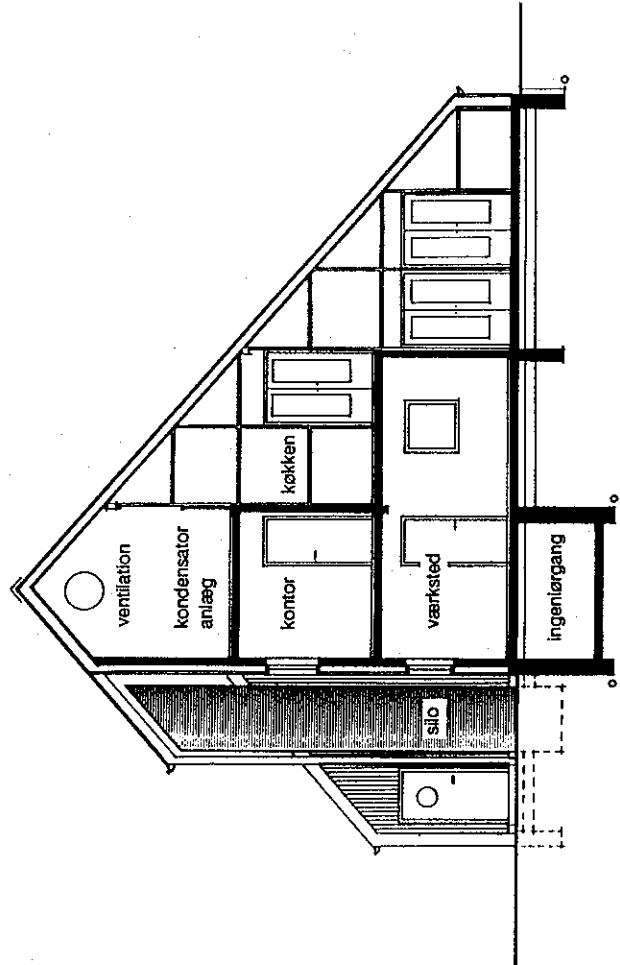 ventilation
kondensator
anlæg
kontor
køkken
værksted
silo
ingeniørgang